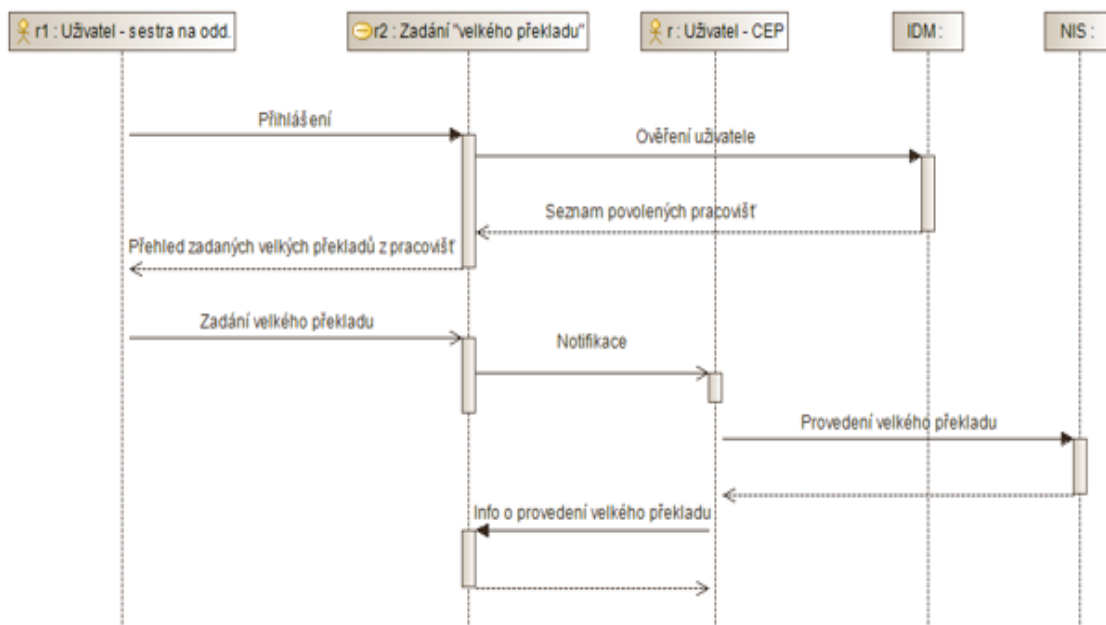 r1 : Uživatel - sestra na odd.
r2 : Zadání "velkého překladu"
r : Uživatel - CEP
IDM :
NIS :
Přihlášení
Ověření uživatele
Seznam povolených pracovišť
Přehled zadaných velkých překladů z pracovišť
Zadání velkého překladu
Notifikace
Provedení velkého překladu
Info o provedení velkého překladu